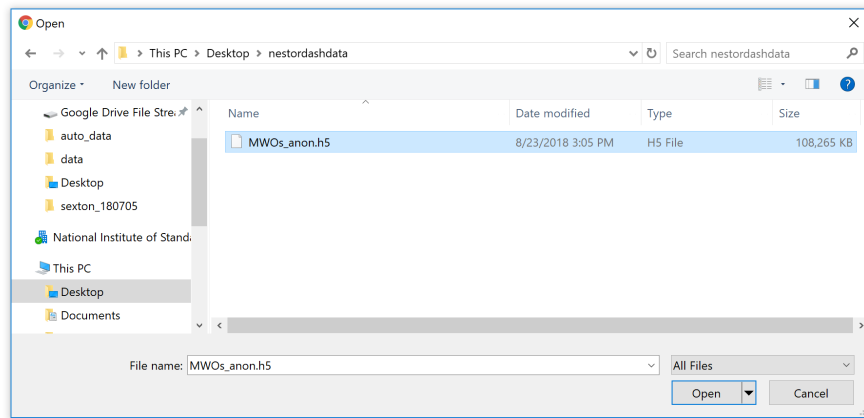 Open
This PC > Desktop > nestordashdata
Search nestordashdata
Organize
New folder
Google Drive File Strea
auto_data
data
Desktop
sexton_180705
National Institute of Standa
This PC
Desktop
Documents
Name
Date modified
Type
Size
MWOs_anon.h5
8/23/2018 3:05 PM
H5 File
108,265 KB
File name: MWOs_anon.h5
All Files
Open
Cancel